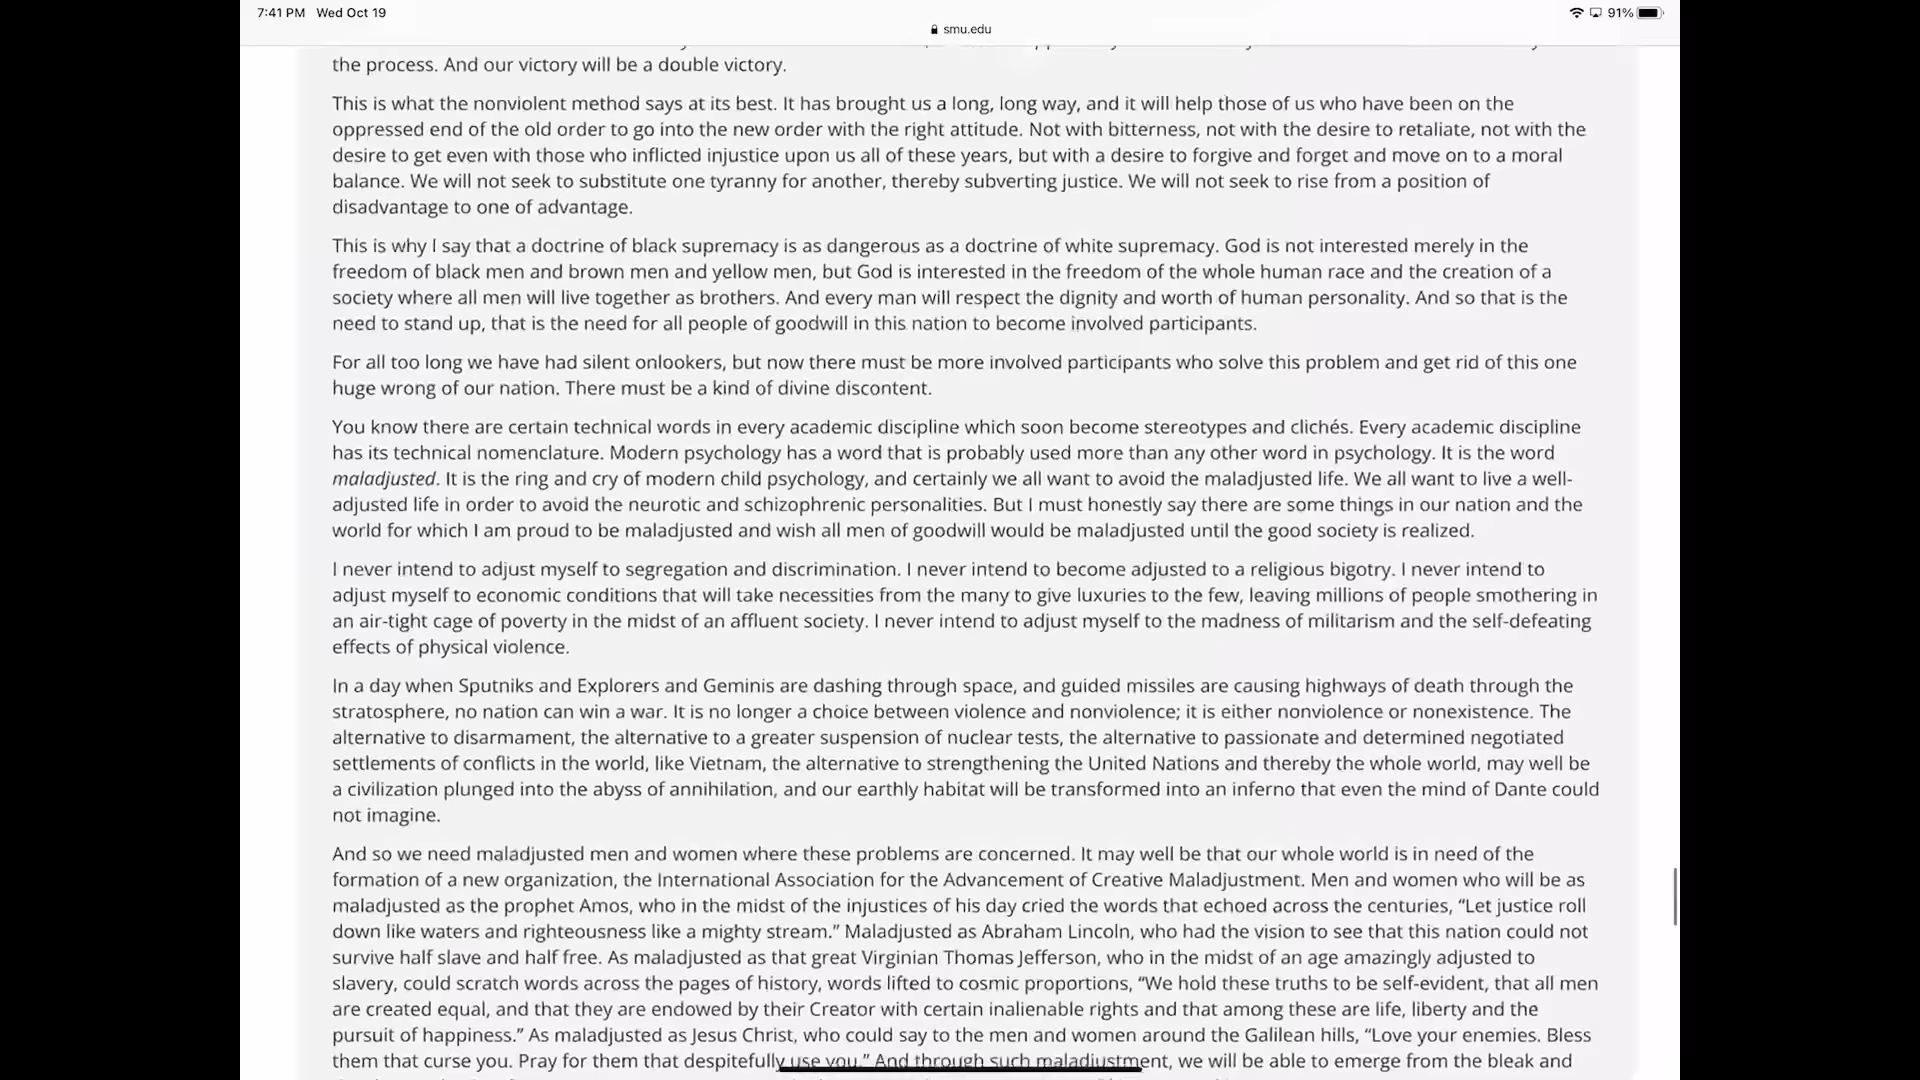 7:41 PM Wed Oct 19
91%
smu.edu
the process. And our victory will be a double victory.
This is what the nonviolent method says at its best. It has brought us a long, long way, and it will help those of us who have been on the
oppressed end of the old order to go into the new order with the right attitude. Not with bitterness, not with the desire to retaliate, not with the
desire to get even with those who inflicted injustice upon us all of these years, but with a desire to forgive and forget and move on to a moral
balance. We will not seek to substitute one tyranny for another, thereby subverting justice. We will not seek to rise from a position of
disadvantage to one of advantage.
This is why I say that a doctrine of black supremacy is as dangerous as a doctrine of white supremacy. God is not interested merely in the
freedom of black men and brown men and yellow men, but God is interested in the freedom of the whole human race and the creation of a
society where all men will live together as brothers. And every man will respect the dignity and worth of human personality. And so that is the
need to stand up, that is the need for all people of goodwill in this nation to become involved participants.
For all too long we have had silent onlookers, but now there must be more involved participants who solve this problem and get rid of this one
huge wrong of our nation. There must be a kind of divine discontent.
You know there are certain technical words in every academic discipline which soon become stereotypes and clichés. Every academic discipline
has its technical nomenclature. Modern psychology has a word that is probably used more than any other word in psychology. It is the word
maladjusted. It is the ring and cry of modern child psychology, and certainly we all want to avoid the maladjusted life. We all want to live a well-
adjusted life in order to avoid the neurotic and schizophrenic personalities. But I must honestly say there are some things in our nation and the
world for which I am proud to be maladjusted and wish all men of goodwill would be maladjusted until the good society is realized.
I never intend to adjust myself to segregation and discrimination. I never intend to become adjusted to a religious bigotry. I never intend to
adjust myself to economic conditions that will take necessities from the many to give luxuries to the few, leaving millions of people smothering in
an air-tight cage of poverty in the midst of an affluent society. I never intend to adjust myself to the madness of militarism and the self-defeating
effects of physical violence.
In a day when Sputniks and Explorers and Geminis are dashing through space, and guided missiles are causing highways of death through the
stratosphere, no nation can win a war. It is no longer a choice between violence and nonviolence; it is either nonviolence or nonexistence. The
alternative to disarmament, the alternative to a greater suspension of nuclear tests, the alternative to passionate and determined negotiated
settlements of conflicts in the world, like Vietnam, the alternative to strengthening the United Nations and thereby the whole world, may well be
a civilization plunged into the abyss of annihilation, and our earthly habitat will be transformed into an inferno that even the mind of Dante could
not imagine.
And so we need maladjusted men and women where these problems are concerned. It may well be that our whole world is in need of the
formation of a new organization, the International Association for the Advancement of Creative Maladjustment. Men and women who will be as
maladjusted as the prophet Amos, who in the midst of the injustices of his day cried the words that echoed across the centuries, “Let justice roll
down like waters and righteousness like a mighty stream.” Maladjusted as Abraham Lincoln, who had the vision to see that this nation could not
survive half slave and half free. As maladjusted as that great Virginian Thomas Jefferson, who in the midst of an age amazingly adjusted to
slavery, could scratch words across the pages of history, words lifted to cosmic proportions, “We hold these truths to be self-evident, that all men
are created equal, and that they are endowed by their Creator with certain inalienable rights and that among these are life, liberty and the
pursuit of happiness.” As maladjusted as Jesus Christ, who could say to the men and women around the Galilean hills, “Love your enemies. Bless
them that curse you. Pray for them that despitefully use you.” And through such maladjustment, we will be able to emerge from the bleak and